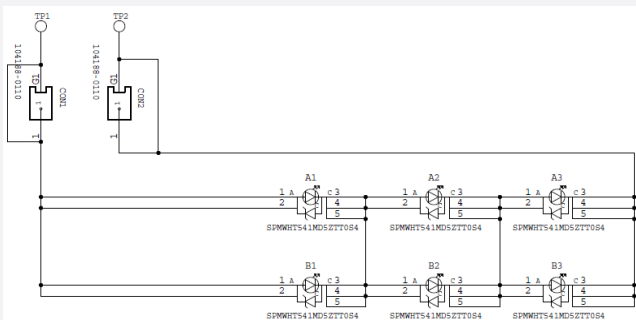 TP1 TP2
104188-0110 G1 1 CON1 1
104188-0110 G1 1 CON2 1
A1 A2 A3
1 A C 3 1 A C 3 1 A C 3
2 4 2 4 2 4
5 5 5
SPMWHT541MD5ZTT0S4 SPMWHT541MD5ZTT0S4 SPMWHT541MD5ZTT0S4
B1 B2 B3
1 A C 3 1 A C 3 1 A C 3
2 4 2 4 2 4
5 5 5
SPMWHT541MD5ZTT0S4 SPMWHT541MD5ZTT0S4 SPMWHT541MD5ZTT0S4